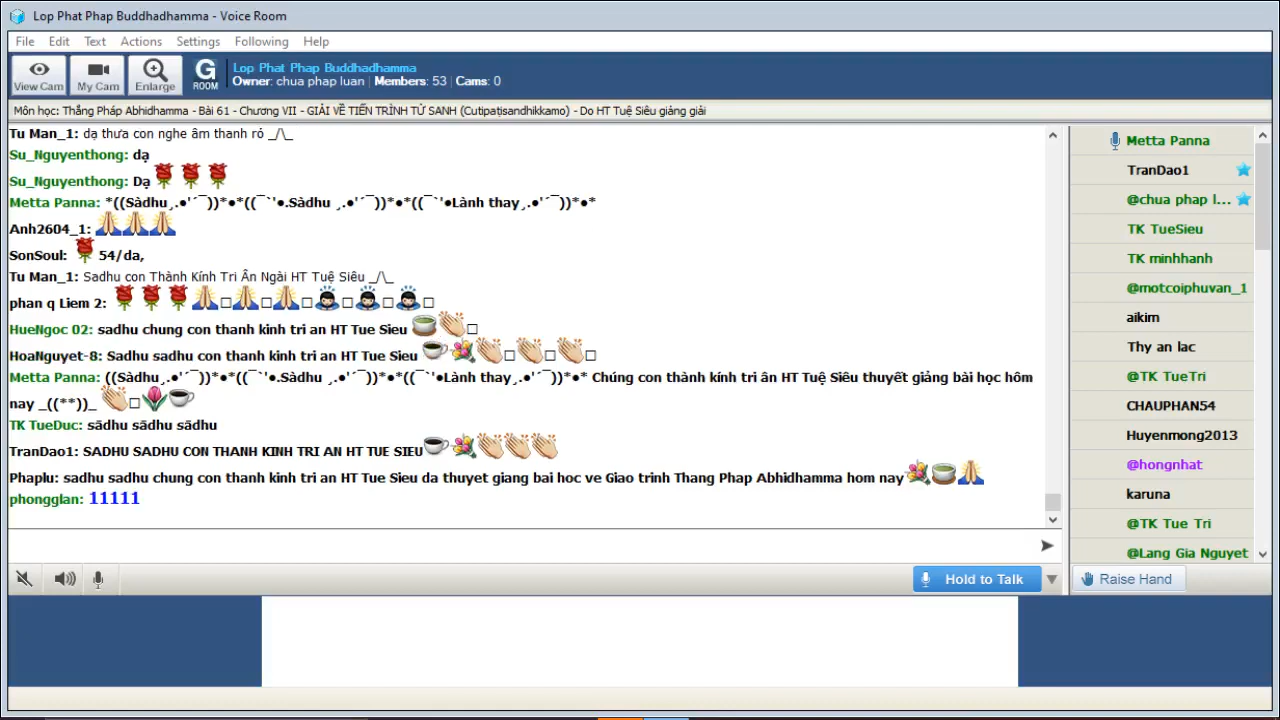 Lop Phat Phap Buddhadhamma - Voice Room
File Edit Text Actions Settings Following Help
View Cam My Cam Enlarge G ROOM
Lop Phat Phap Buddhadhamma
Owner: chua phap luan | Members: 53 | Cams: 0
Môn học: Thắng Pháp Abhidhamma - Bài 61 - Chương VII - GIẢI VỀ TIẾN TRÌNH TỬ SANH (Cutipaṭisandhikkamo) - Do HT Tuệ Siêu giảng giải
Tu Man_1: dạ thưa con nghe âm thanh rỏ _/\_
Su_Nguyenthong: dạ
Su_Nguyenthong: Dạ 🌹🌹🌹
Metta Panna: *((Sàdhu¸.•'´¯))*•*((¯`'•.Sàdhu ¸.•'´¯))*•*((¯`'•Lành thay¸.•'´¯))*•*
Anh2604_1: 🙏🙏🙏
SonSoul: 🌹 54/da,
Tu Man_1: Sadhu con Thành Kính Tri Ân Ngài HT Tuệ Siêu _/\_
phan q Liem 2: 🌹🌹🌹🙏□🙏□🙏□🙇□🙇□🙇□
HueNgoc 02: sadhu chung con thanh kinh tri an HT Tue Sieu 🍵👏□
HoaNguyet-8: Sadhu sadhu con thanh kinh tri an HT Tue Sieu ☕💐👏□👏□👏□
Metta Panna: ((Sàdhu¸.•'´¯))*•*((¯`'•.Sàdhu ¸.•'´¯))*•*((¯`'•Lành thay¸.•'´¯))*•* Chúng con thành kính tri ân HT Tuệ Siêu thuyết giảng bài học hôm
nay _((**))_ 👏□🌷☕
TK TueDuc: sādhu sādhu sādhu
TranDao1: SADHU SADHU CON THANH KINH TRI AN HT TUE SIEU☕💐👏👏👏
Phaplu: sadhu sadhu chung con thanh kinh tri an HT Tue Sieu da thuyet giang bai hoc ve Giao trinh Thang Phap Abhidhamma hom nay 💐🍵🙏
phongglan: 11111
Hold to Talk
Metta Panna
TranDao1
@chua phap l...
TK TueSieu
TK minhhanh
@motcoiphuvan_1
aikim
Thy an lac
@TK TueTri
CHAUPHAN54
Huyenmong2013
@hongnhat
karuna
@TK Tue Tri
@Lang Gia Nguyet
Raise Hand